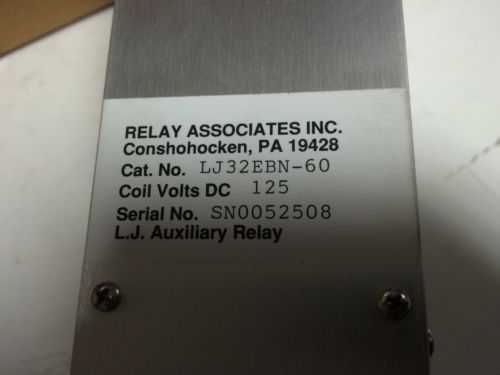 RELAY ASSOCIATES INC.
Conshohocken, PA 19428
Cat. No. LJ32EBN-60
Coil Volts DC 125
Serial No. SN0052508
L.J. Auxiliary Relay